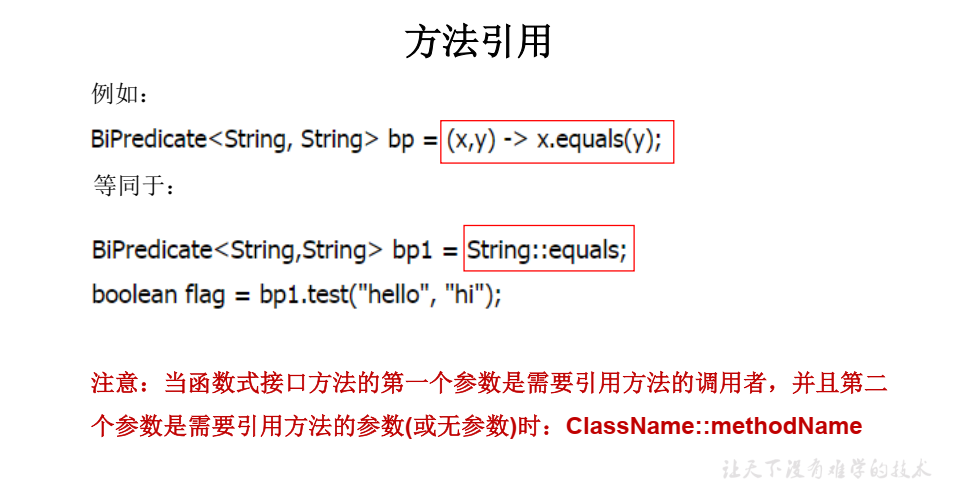 方法引用
例如：
BiPredicate<String, String> bp = (x,y) -> x.equals(y);
等同于：
BiPredicate<String,String> bp1 = String::equals;
boolean flag = bp1.test("hello", "hi");
注意：当函数式接口方法的第一个参数是需要引用方法的调用者，并且第二
个参数是需要引用方法的参数(或无参数)时：ClassName::methodName
让天下没有难学的技术